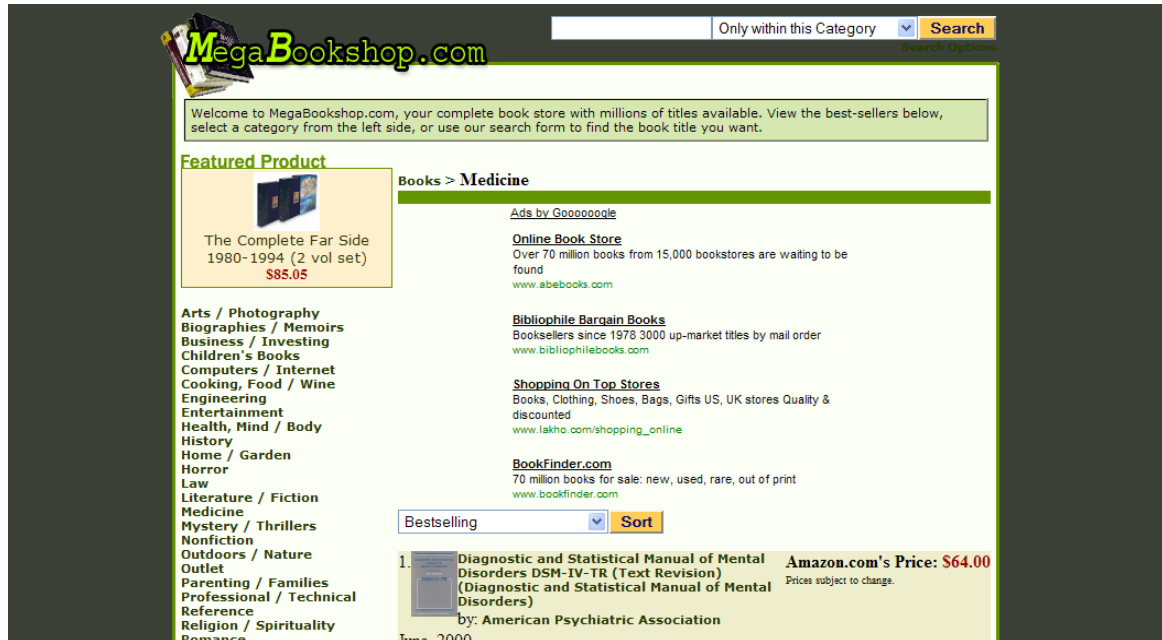 MegaBookshop.com
Only within this Category
Search
Search Options
Welcome to MegaBookshop.com, your complete book store with millions of titles available. View the best-sellers below,
select a category from the left side, or use our search form to find the book title you want.
Featured Product
The Complete Far Side
1980-1994 (2 vol set)
$85.05
Arts / Photography
Biographies / Memoirs
Business / Investing
Children's Books
Computers / Internet
Cooking, Food / Wine
Engineering
Entertainment
Health, Mind / Body
History
Home / Garden
Horror
Law
Literature / Fiction
Medicine
Mystery / Thrillers
Nonfiction
Outdoors / Nature
Outlet
Parenting / Families
Professional / Technical
Reference
Religion / Spirituality
Romance
Books > Medicine
Ads by Goooooogle
Online Book Store
Over 70 million books from 15,000 bookstores are waiting to be
found
www.abebooks.com
Bibliophile Bargain Books
Booksellers since 1978 3000 up-market titles by mail order
www.bibliophilebooks.com
Shopping On Top Stores
Books, Clothing, Shoes, Bags, Gifts US, UK stores Quality &
discounted
www.lakho.com/shopping_online
BookFinder.com
70 million books for sale: new, used, rare, out of print
www.bookfinder.com
Bestselling
Sort
1.
Diagnostic and Statistical Manual of Mental
Disorders DSM-IV-TR (Text Revision)
(Diagnostic and Statistical Manual of Mental
Disorders)
by: American Psychiatric Association
June, 2000
Amazon.com's Price: $64.00
Prices subject to change.